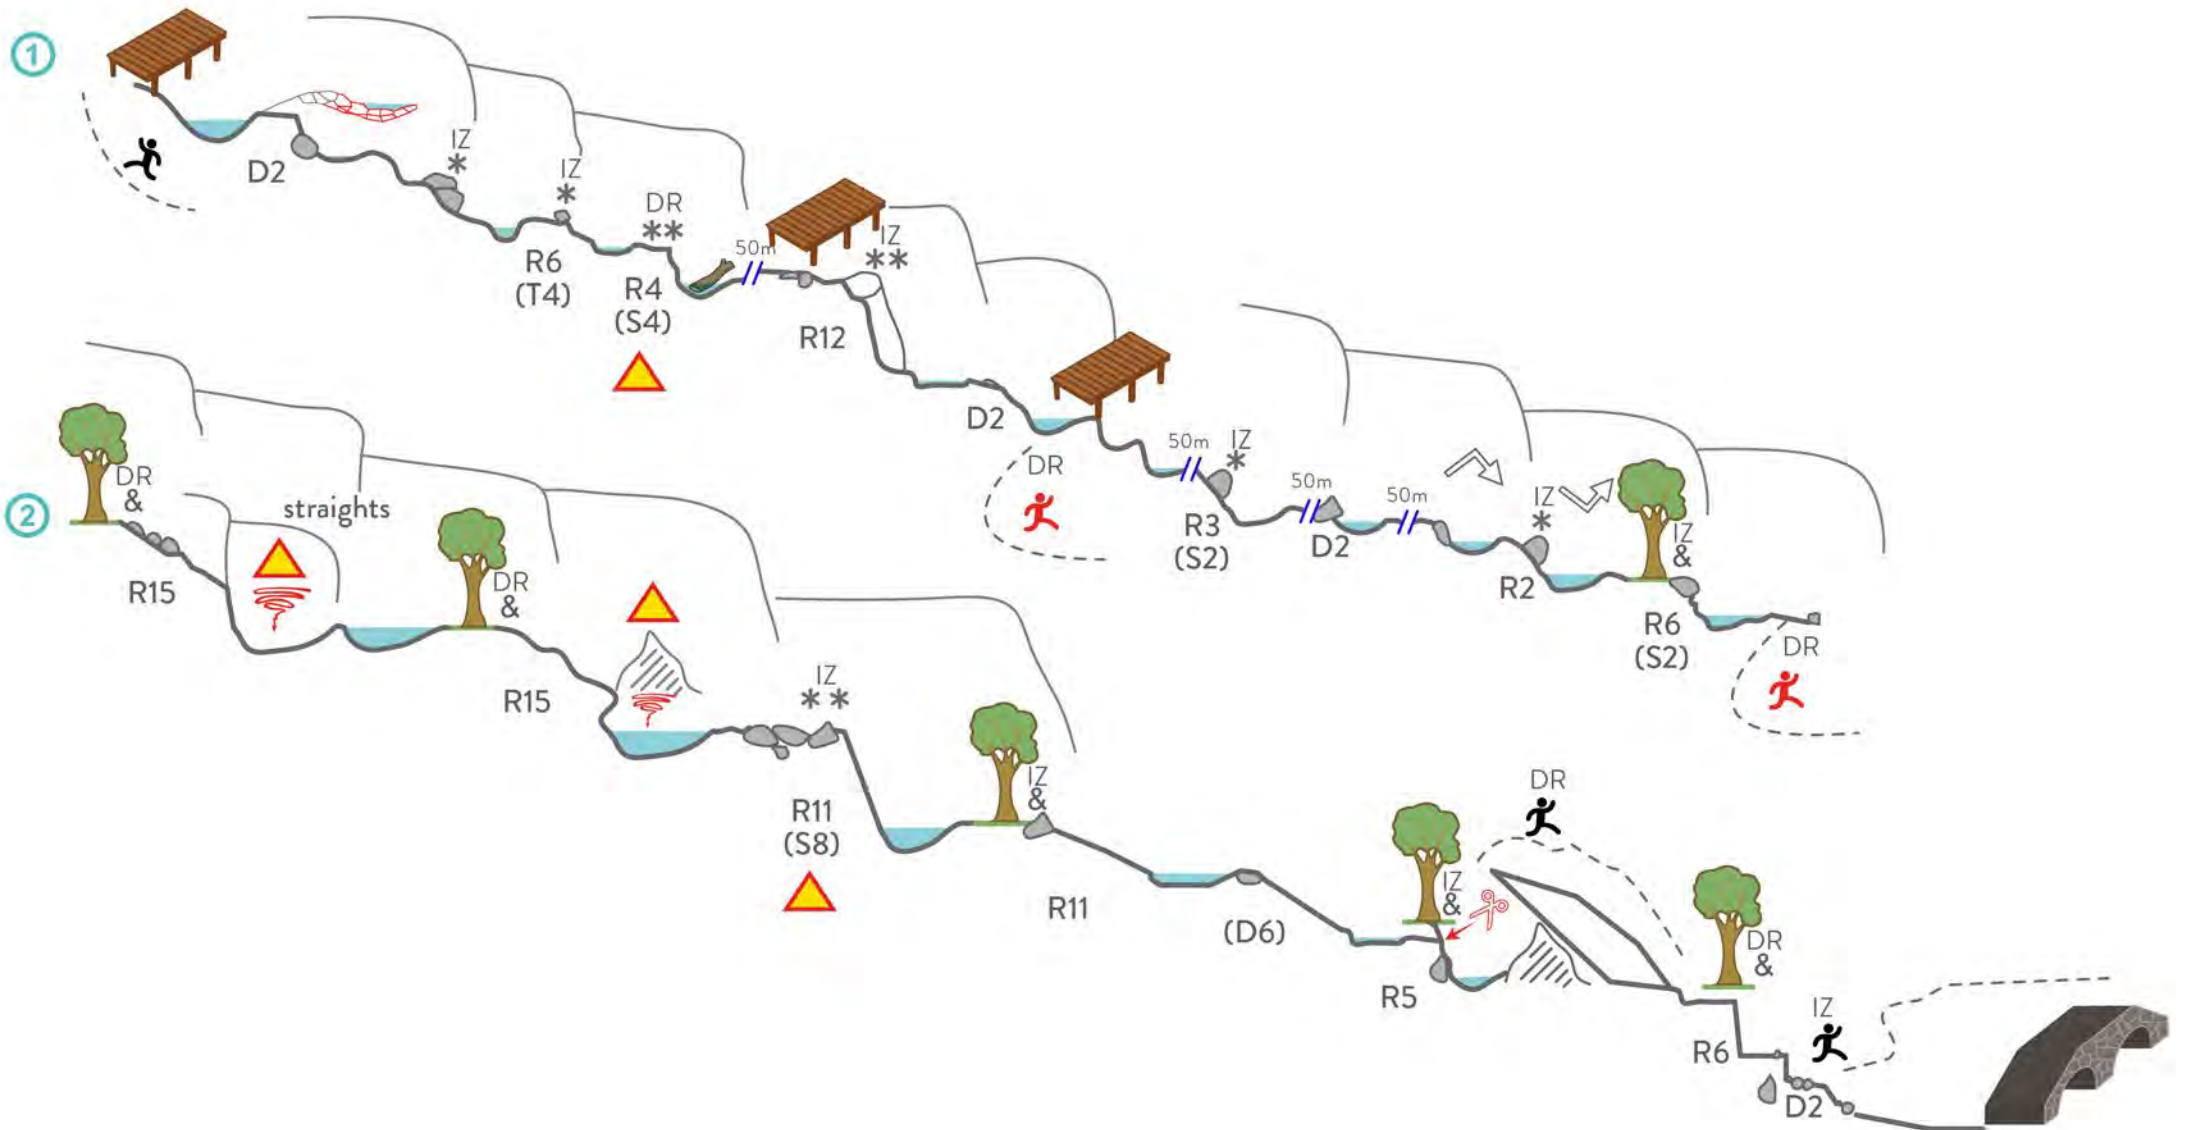 1
D2
IZ
*
IZ
*
R6
(T4)
DR
**
R4
(S4)
50m
R12
IZ
**
D2
DR
50m
IZ
*
R3
(S2)
50m
D2
50m
IZ
*
R2
IZ
&
R6
(S2)
DR
2
DR
&
R15
straights
DR
&
R15
IZ
**
R11
(S8)
IZ
&
R11
(D6)
IZ
&
R5
DR
DR
&
R6
IZ
D2